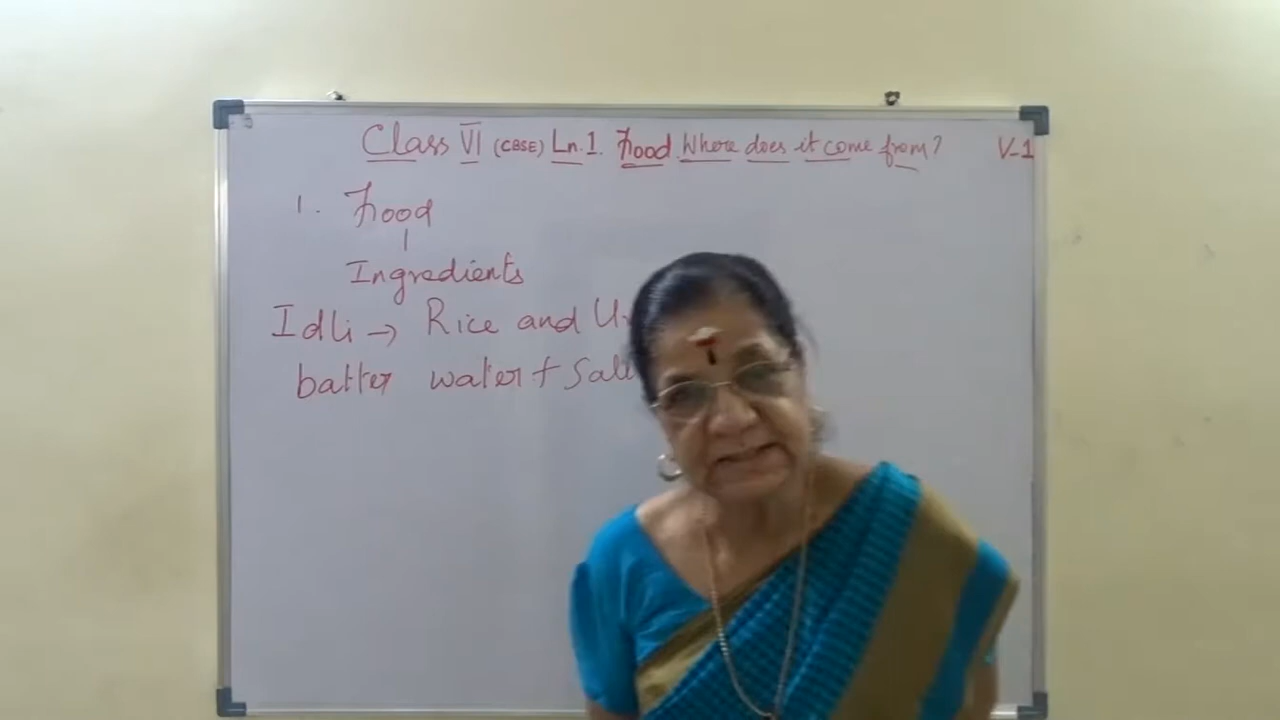 Class VI (CBSE) Ln.1. Food Where does it come from? V-1
1. Food
Ingredients
Idli → Rice and
batter water + Salt